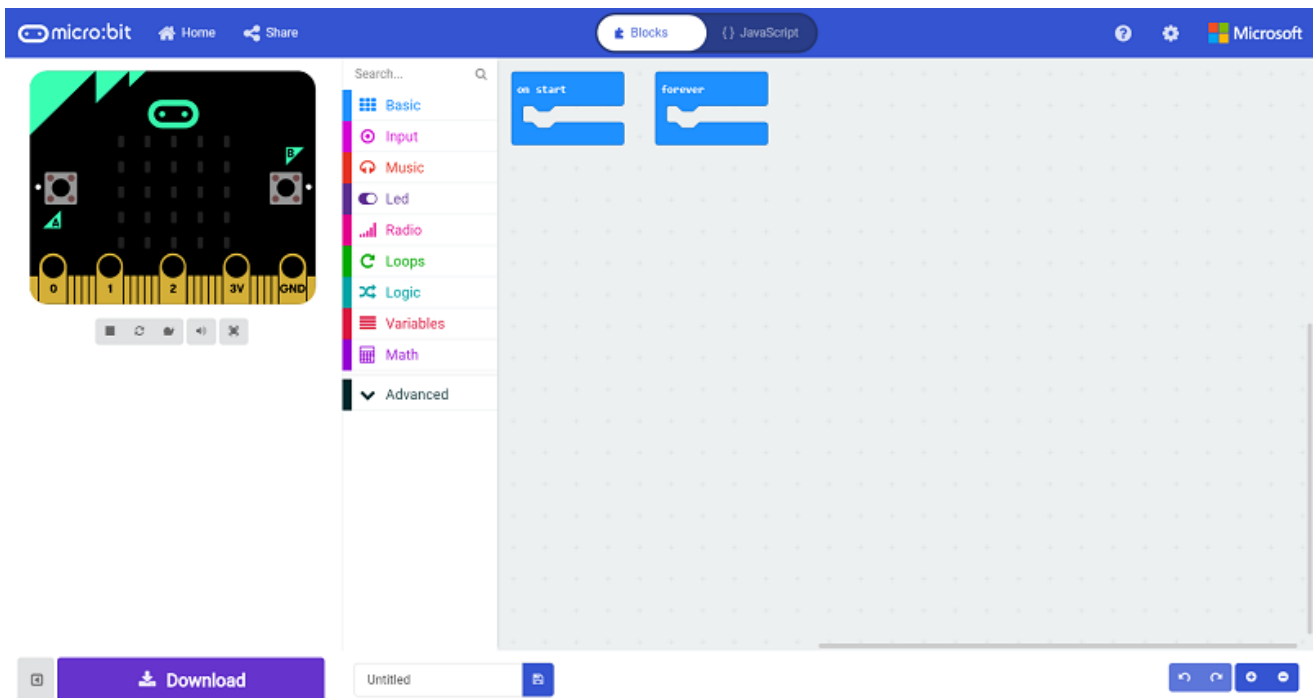 micro:bit Home Share Blocks {} JavaScript Microsoft
Search...
Basic
Input
Music
Led
Radio
Loops
Logic
Variables
Math
Advanced
on start
forever
B
A
0 1 2 3V GND
Download
Untitled